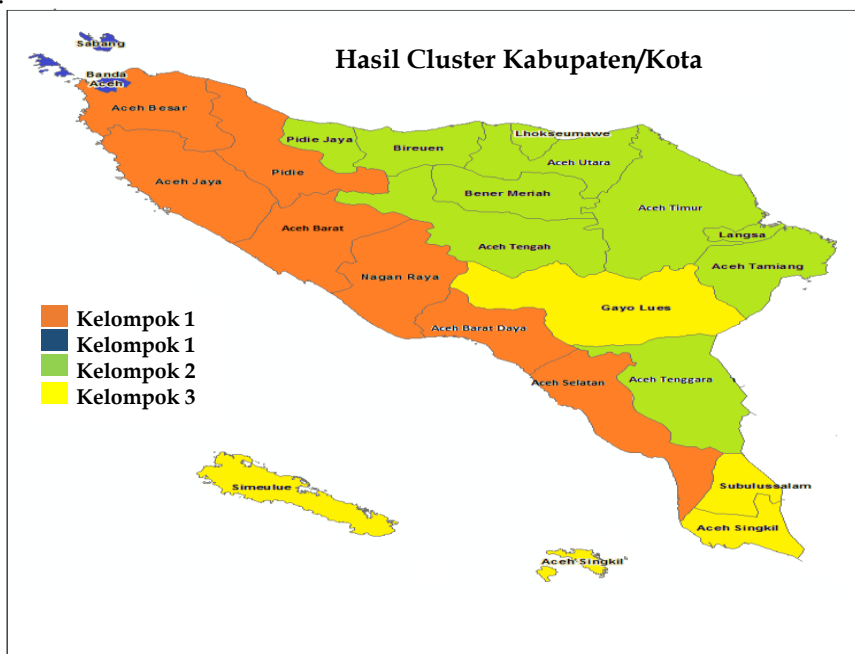 Sabang
Hasil Cluster Kabupaten/Kota
Banda
Aceh
Aceh Besar
Lhokseumawe
Pidie Jaya
Bireuen
Aceh Utara
Pidie
Aceh Jaya
Bener Meriah
Aceh Timur
Aceh Barat
Langsa
Aceh Tengah
Aceh Tamiang
Nagan Raya
Gayo Lues
Kelompok 1
Kelompok 1
Kelompok 2
Kelompok 3
Aceh Barat Daya
Aceh Selatan
Aceh Tenggara
Simeulue
Subulussalam
Aceh Singkil
Aceh Singkil